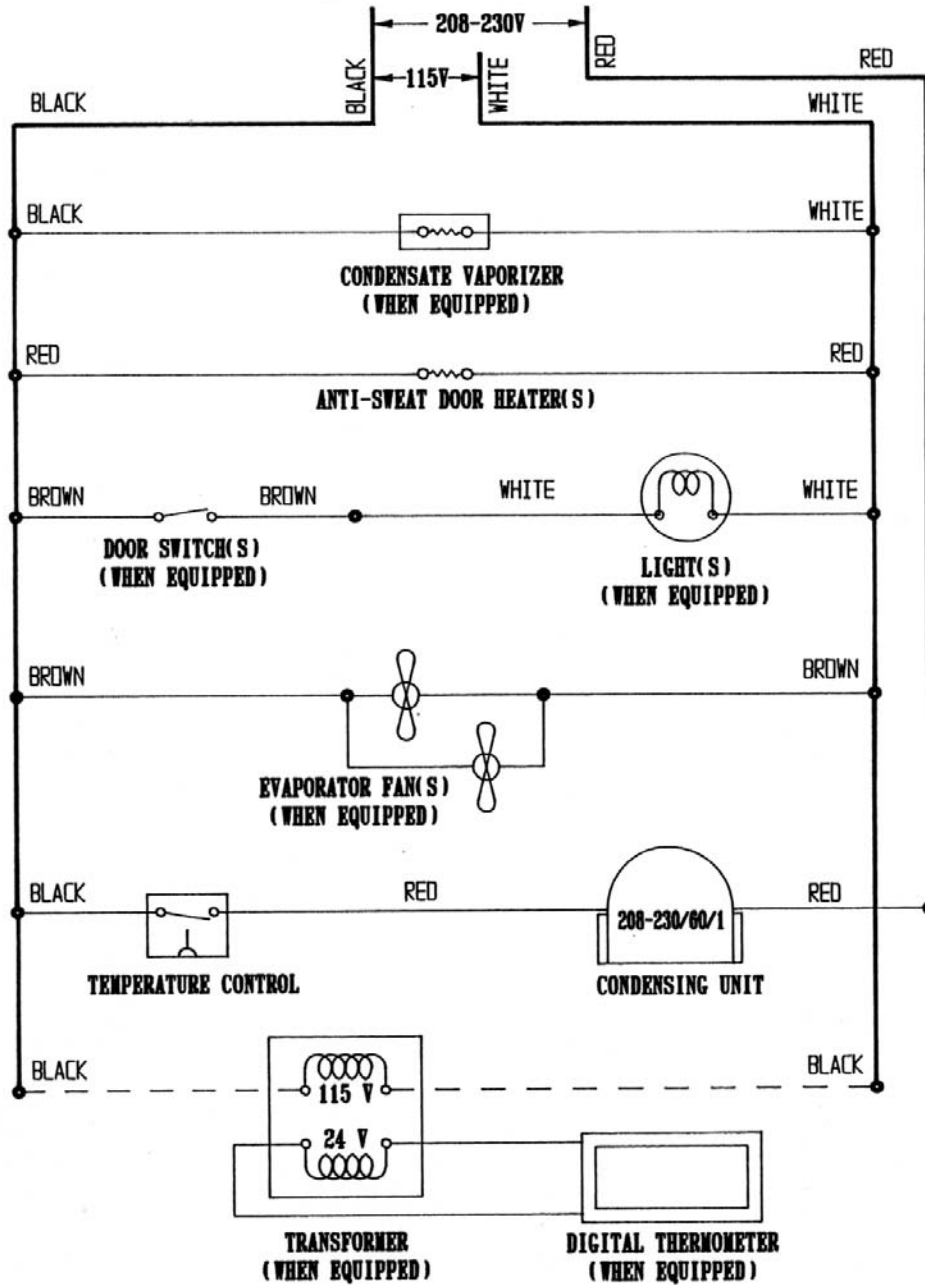 208-230V
BLACK
115V
WHITE
RED
RED
BLACK
WHITE
BLACK
WHITE
CONDENSATE VAPORIZER
(WHEN EQUIPPED)
RED
RED
ANTI-SWEAT DOOR HEATER(S)
BROWN
BROWN
WHITE
WHITE
DOOR SWITCH(S)
(WHEN EQUIPPED)
LIGHT(S)
(WHEN EQUIPPED)
BROWN
BROWN
EVAPORATOR FAN(S)
(WHEN EQUIPPED)
BLACK
RED
208-230/60/1
RED
TEMPERATURE CONTROL
CONDENSING UNIT
BLACK
BLACK
115 V
24 V
TRANSFORMER
(WHEN EQUIPPED)
DIGITAL THERMOMETER
(WHEN EQUIPPED)